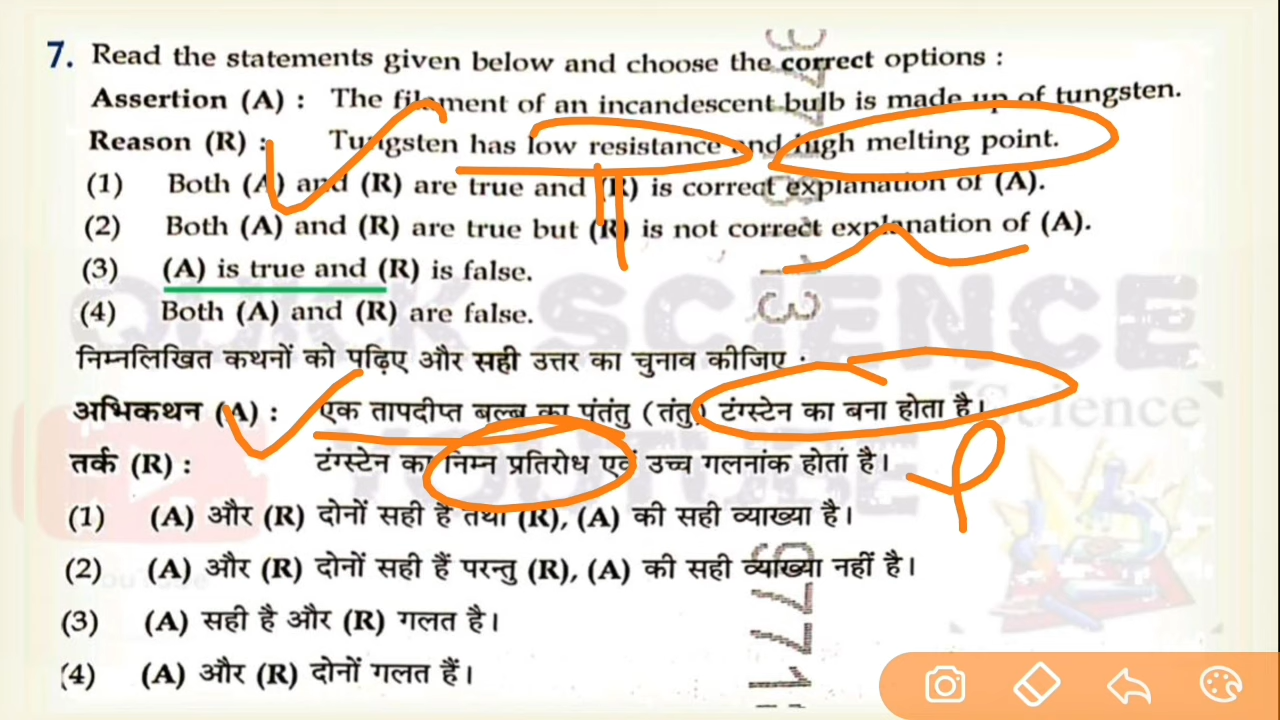 7. Read the statements given below and choose the correct options :
Assertion (A) : The filament of an incandescent bulb is made up of tungsten.
Reason (R) : Tungsten has low resistance and high melting point.
(1) Both (A) and (R) are true and (R) is correct explanation of (A).
(2) Both (A) and (R) are true but (R) is not correct explanation of (A).
(3) (A) is true and (R) is false.
(4) Both (A) and (R) are false.
निम्नलिखित कथनों को पढ़िए और सही उत्तर का चुनाव कीजिए :
अभिकथन (A) : एक तापदीप्त बल्ब का पंतंतु (तंतु) टंग्स्टेन का बना होता है।
तर्क (R) : टंग्स्टेन का निम्न प्रतिरोध एवं उच्च गलनांक होता है।
(1) (A) और (R) दोनों सही हैं तथा (R), (A) की सही व्याख्या है।
(2) (A) और (R) दोनों सही हैं परन्तु (R), (A) की सही व्याख्या नहीं है।
(3) (A) सही है और (R) गलत है।
(4) (A) और (R) दोनों गलत हैं।
QUICK SCIENCE
Science
YOUTUBE
YouTube